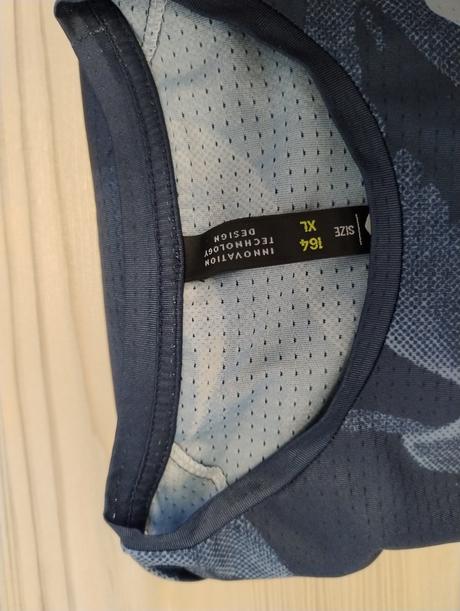 SIZE
164
XL
INNOVATION
TECHNOLOGY
DESIGN